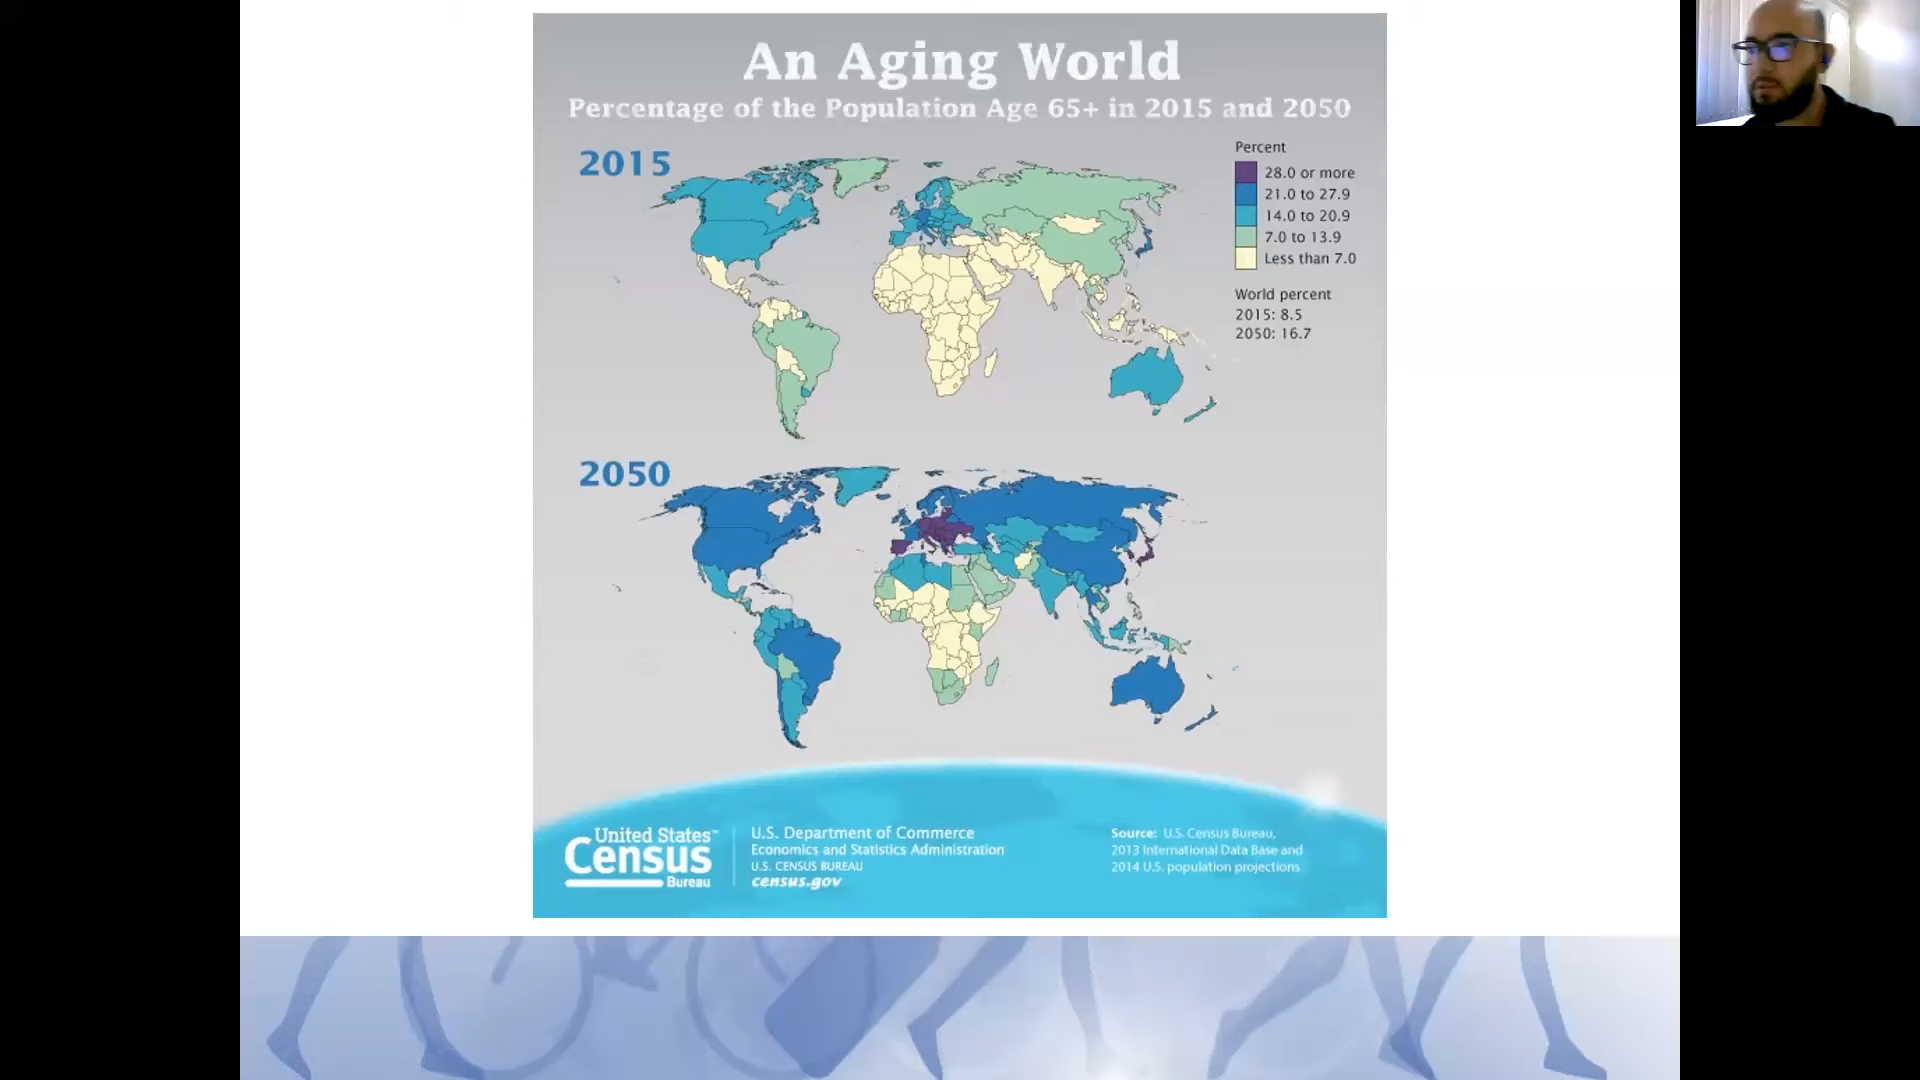 An Aging World
Percentage of the Population Age 65+ in 2015 and 2050
2015
Percent
28.0 or more
21.0 to 27.9
14.0 to 20.9
7.0 to 13.9
Less than 7.0
World percent
2015: 8.5
2050: 16.7
2050
United States™
Census
Bureau
U.S. Department of Commerce
Economics and Statistics Administration
U.S. CENSUS BUREAU
census.gov
Source: U.S. Census Bureau,
2013 International Data Base and
2014 U.S. population projections